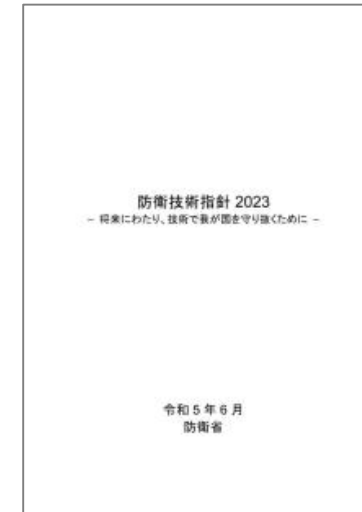 防衛技術指針 2023
– 将来にわたり、技術で我が国を守り抜くために –
令和 5 年 6 月
防衛省